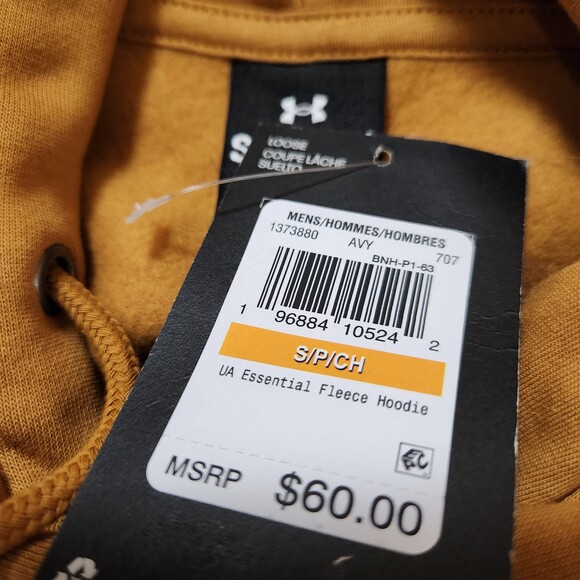 S
LOOSE
COUPE LÂCHE
SUELTO
MENS/HOMMES/HOMBRES
1373880 AVY 707
BNH-P1-63
1 96884 10524 2
S/P/CH
UA Essential Fleece Hoodie
MSRP $60.00